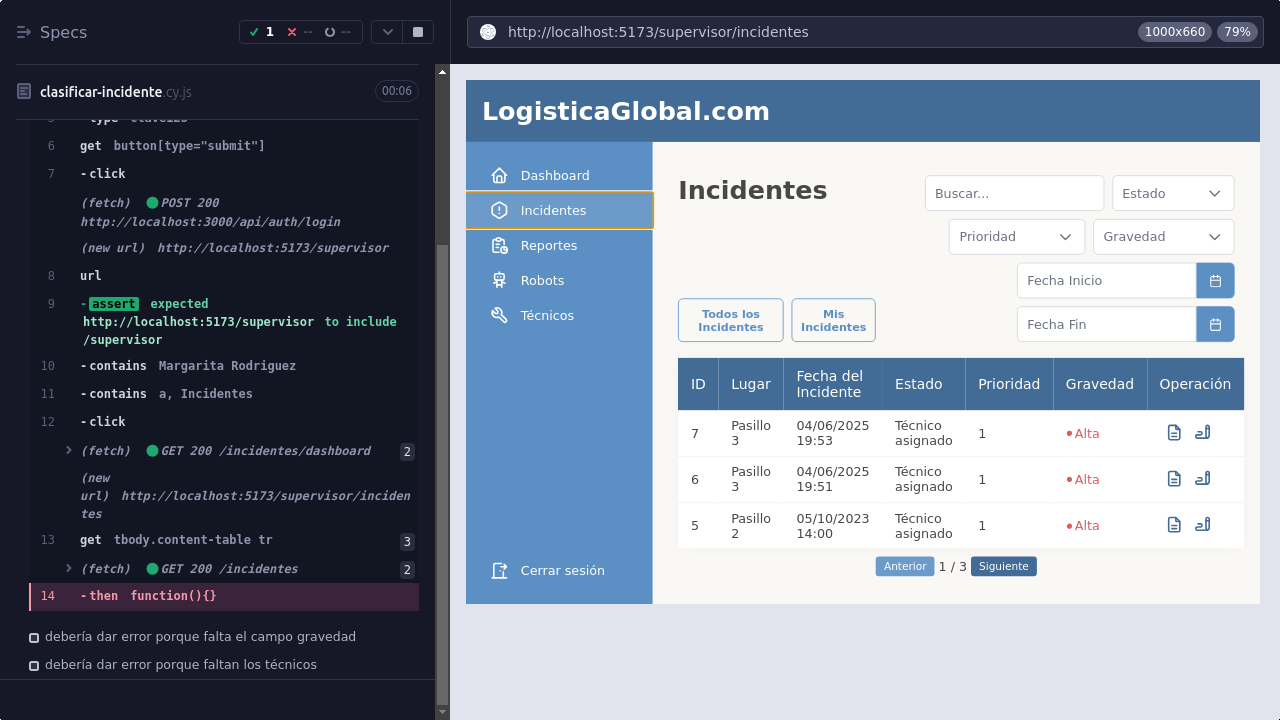 Specs
1
--
--
clasificar-incidente.cy.js
00:06
6 get button[type="submit"]
7 -click
(fetch) POST 200
http://localhost:3000/api/auth/login
(new url) http://localhost:5173/supervisor
8 url
9 -assert expected
http://localhost:5173/supervisor to include
/supervisor
10 -contains Margarita Rodriguez
11 -contains a, Incidentes
12 -click
(fetch) GET 200 /incidentes/dashboard 2
(new
url) http://localhost:5173/supervisor/inciden
tes
13 get tbody.content-table tr 3
(fetch) GET 200 /incidentes 2
14 -then function(){}
debería dar error porque falta el campo gravedad
debería dar error porque faltan los técnicos
http://localhost:5173/supervisor/incidentes
1000x660
79%
LogisticaGlobal.com
Dashboard
Incidentes
Reportes
Robots
Técnicos
Cerrar sesión
Incidentes
Buscar...
Estado
Prioridad
Gravedad
Fecha Inicio
Fecha Fin
Todos los
Incidentes
Mis
Incidentes
ID Lugar Fecha del Incidente Estado Prioridad Gravedad Operación
7 Pasillo 3 04/06/2025 19:53 Técnico asignado 1 Alta
6 Pasillo 3 04/06/2025 19:51 Técnico asignado 1 Alta
5 Pasillo 2 05/10/2023 14:00 Técnico asignado 1 Alta
Anterior 1 / 3 Siguiente